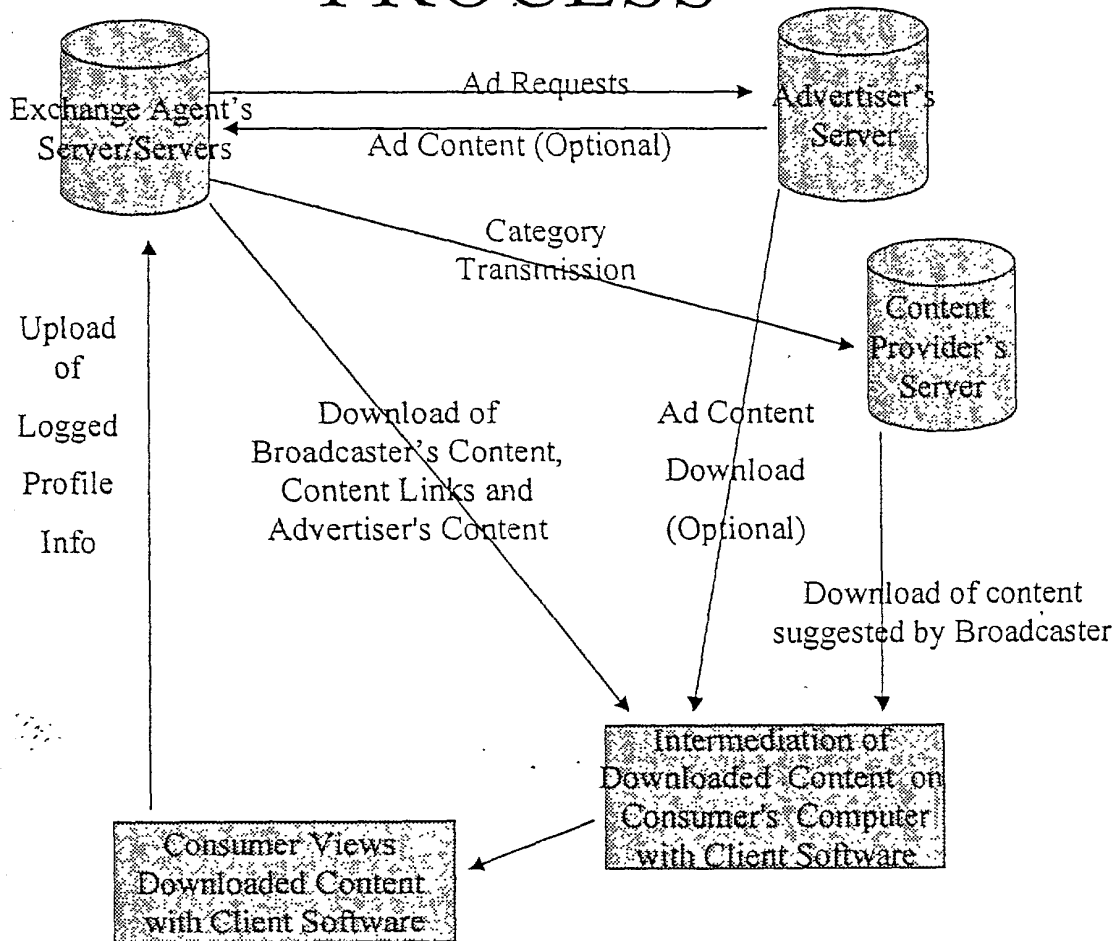 PROCESS
Exchange Agent's
Server/Servers
Ad Requests
Ad Content (Optional)
Advertiser's
Server
Category
Transmission
Content
Provider's
Server
Upload
of
Logged
Profile
Info
Download of
Broadcaster's Content,
Content Links and
Advertiser's Content
Ad Content
Download
(Optional)
Download of content
suggested by Broadcaster
Intermediation of
Downloaded Content on
Consumer's Computer
with Client Software
Consumer Views
Downloaded Content
with Client Software